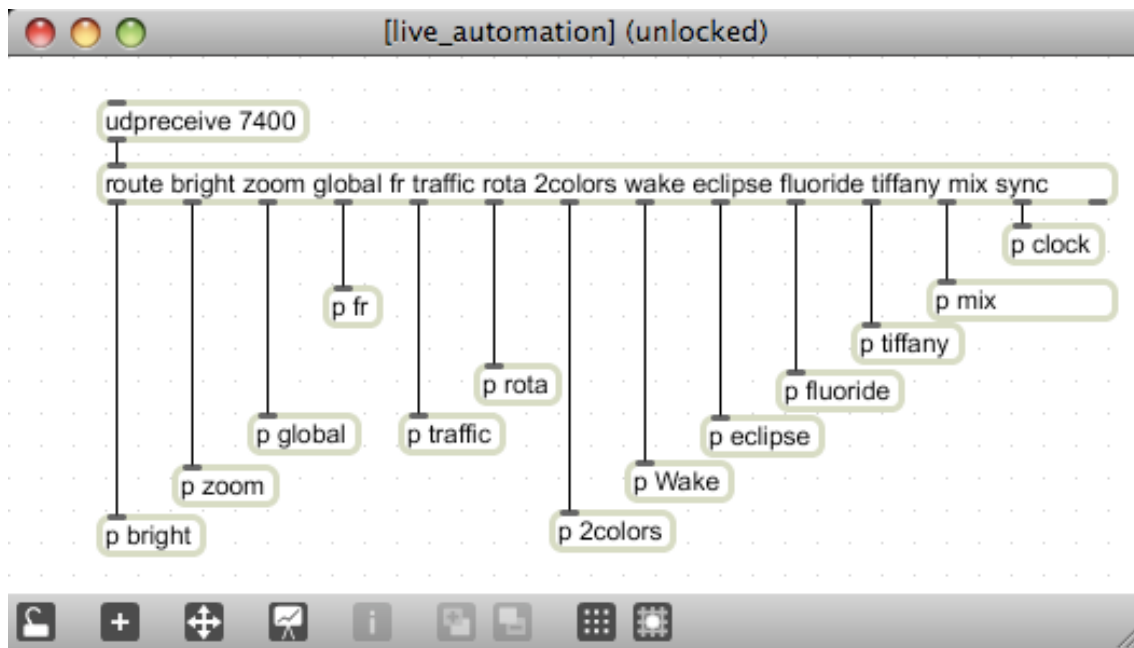 [live_automation] (unlocked)
udpreceive 7400
route bright zoom global fr traffic rota 2colors wake eclipse fluoride tiffany mix sync
p clock
p fr
p mix
p tiffany
p rota
p fluoride
p global
p traffic
p eclipse
p zoom
p Wake
p bright
p 2colors